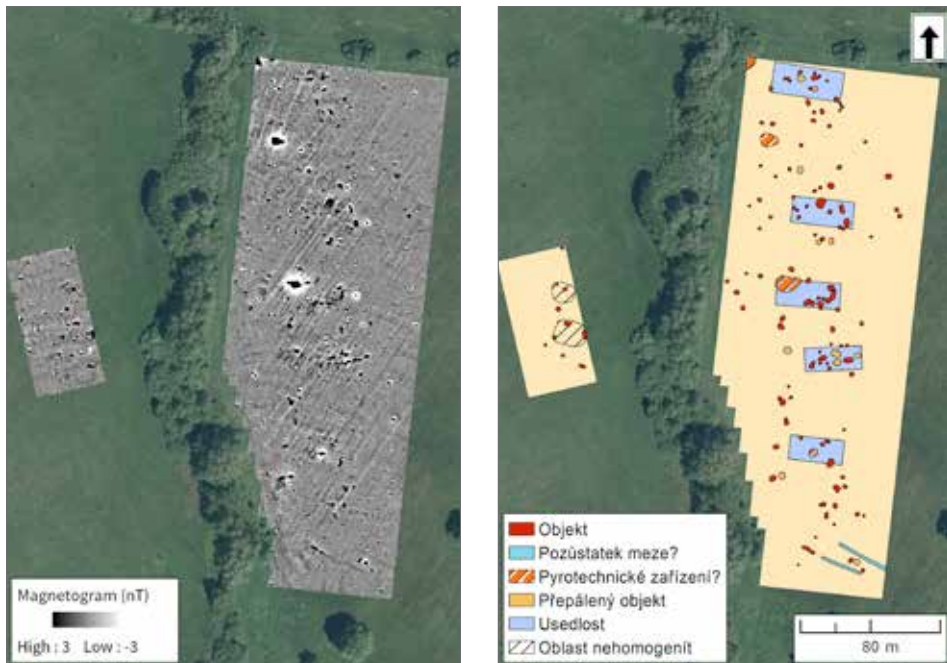 Magnetogram (nT)
High : 3 Low : -3
Objekt
Pozůstatek meze?
Pyrotechnické zařízení?
Přepálený objekt
Usedlost
Oblast nehomogenit
80 m